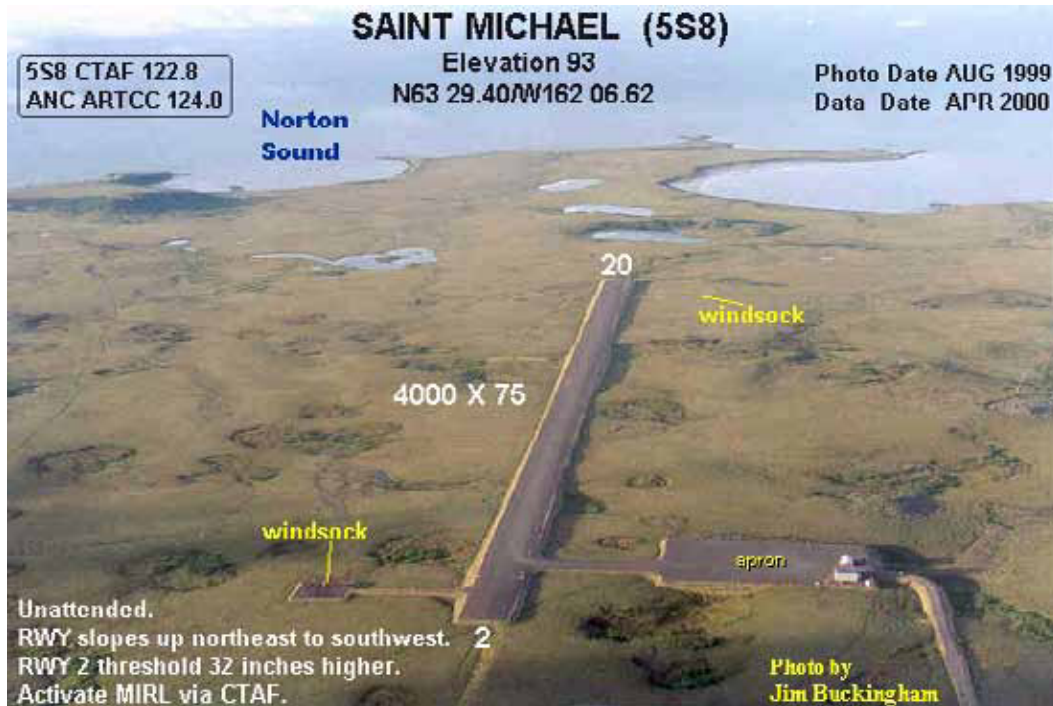 SAINT MICHAEL (5S8)
Elevation 93
N63 29.40/W162 06.62
5S8 CTAF 122.8
ANC ARTCC 124.0
Photo Date AUG 1999
Data Date APR 2000
Norton
Sound
20
windsock
4000 X 75
windsock
apron
Unattended.
RWY slopes up northeast to southwest.
2
RWY 2 threshold 32 inches higher.
Activate MIRL via CTAF.
Photo by
Jim Buckingham